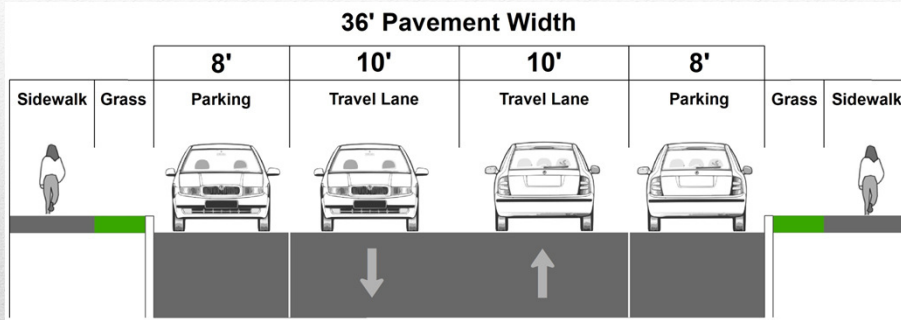 36' Pavement Width
8' 10' 10' 8'
Sidewalk Grass Parking Travel Lane Travel Lane Parking Grass Sidewalk